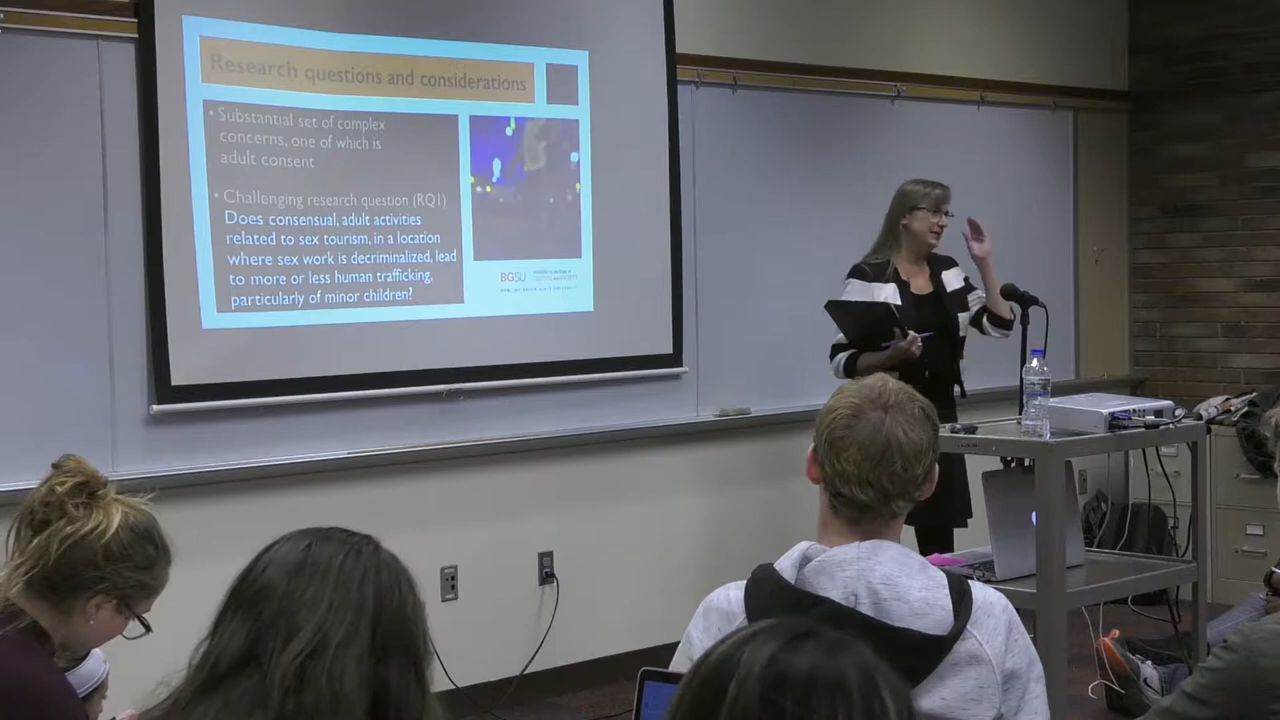 Research questions and considerations
• Substantial set of complex
concerns, one of which is
adult consent
• Challenging research question (RQ1)
Does consensual, adult activities
related to sex tourism, in a location
where sex work is decriminalized, lead
to more or less human trafficking,
particularly of minor children?
BGSU